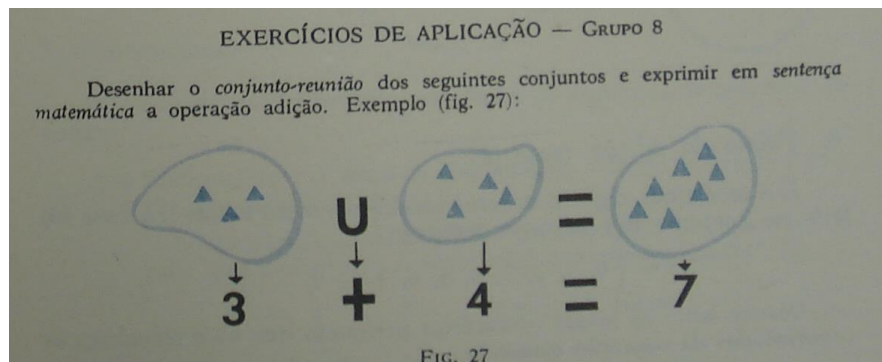 EXERCÍCIOS DE APLICAÇÃO — GRUPO 8
Desenhar o conjunto-reunião dos seguintes conjuntos e exprimir em sentença
matemática a operação adição. Exemplo (fig. 27):
U =
3 + 4 = 7
FIG. 27